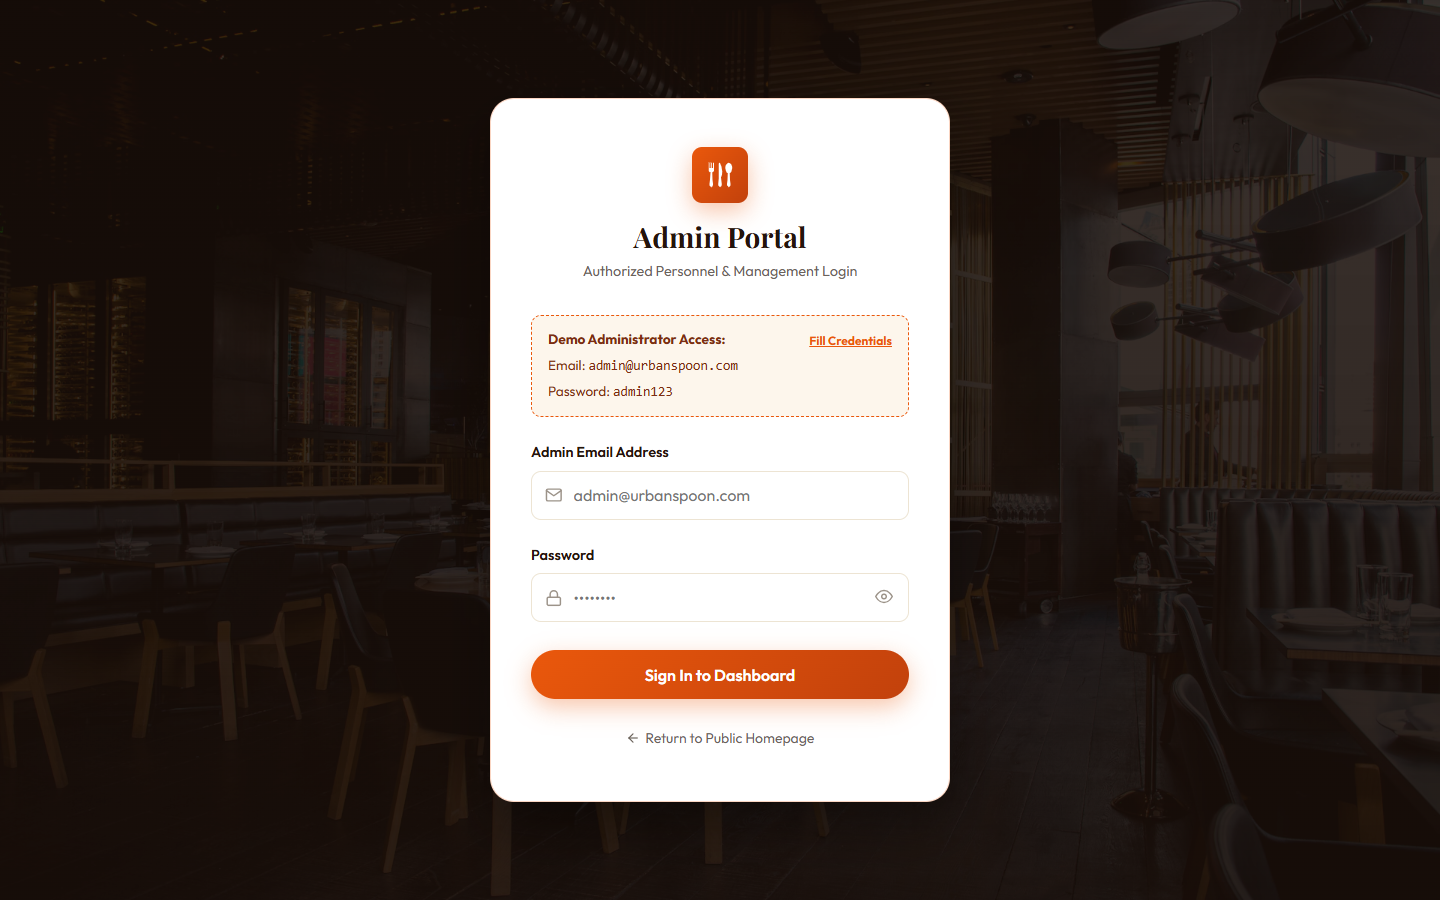 Admin Portal
Authorized Personnel & Management Login
Demo Administrator Access:
Fill Credentials
Email: admin@urbanspoon.com
Password: admin123
Admin Email Address
admin@urbanspoon.com
Password
••••••••
Sign In to Dashboard
← Return to Public Homepage